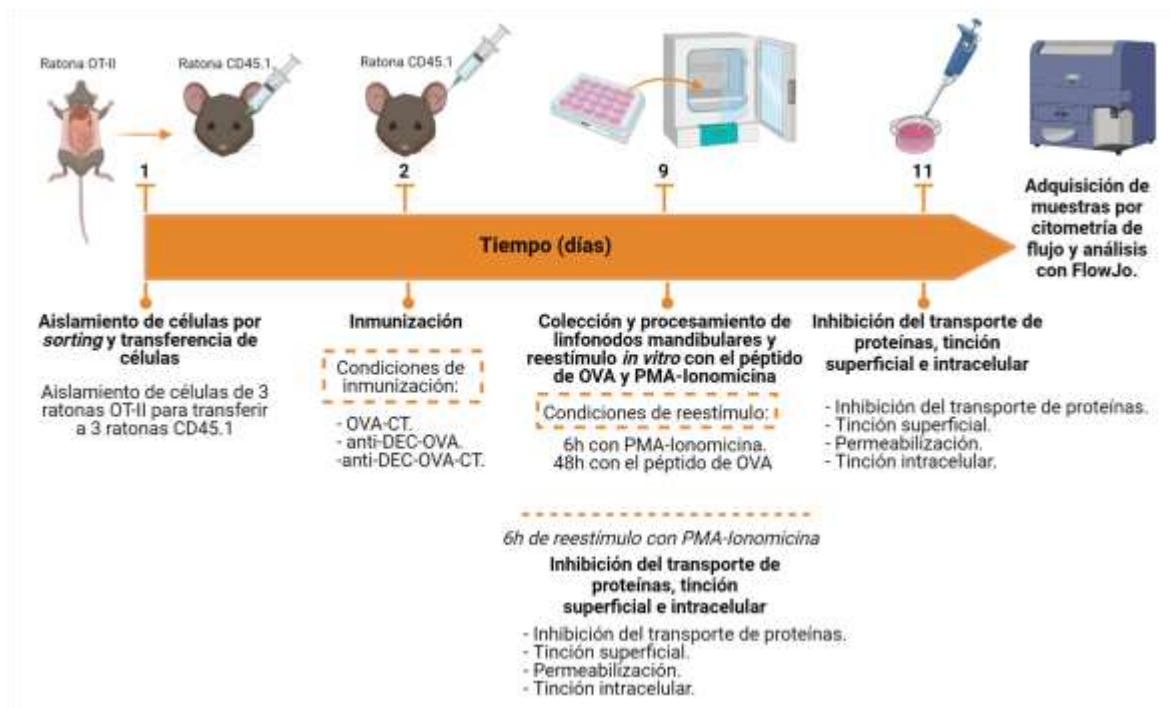 Ratona OT-II
Ratona CD45.1
Ratona CD45.1
1
2
9
11
Tiempo (días)
Adquisición de
muestras por
citometría de
flujo y análisis
con FlowJo.
Aislamiento de células por
sorting y transferencia de
células
Aislamiento de células de 3
ratonas OT-II para transferir
a 3 ratonas CD45.1
Inmunización
Condiciones de
inmunización:
- OVA-CT.
- anti-DEC-OVA.
-anti-DEC-OVA-CT.
Colección y procesamiento de
linfonodos mandibulares y
reestímulo in vitro con el péptido
de OVA y PMA-Ionomicina
Condiciones de reestímulo:
6h con PMA-Ionomicina.
48h con el péptido de OVA
6h de reestímulo con PMA-Ionomicina
Inhibición del transporte de
proteínas, tinción
superficial e intracelular
- Inhibición del transporte de proteínas.
- Tinción superficial.
- Permeabilización.
- Tinción intracelular.
Inhibición del transporte de
proteínas, tinción
superficial e intracelular
- Inhibición del transporte de proteínas.
- Tinción superficial.
- Permeabilización.
- Tinción intracelular.